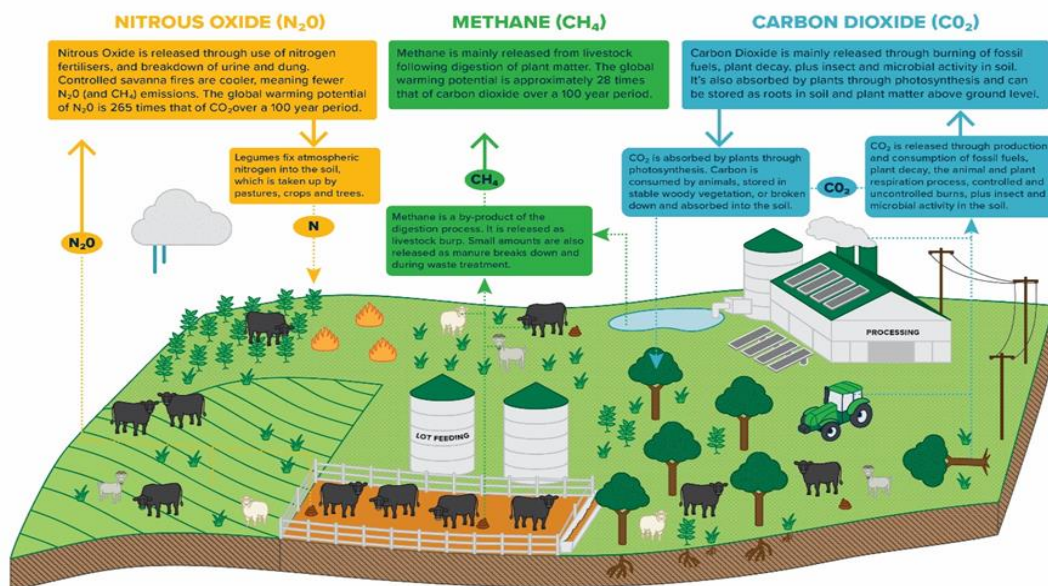 NITROUS OXIDE (N₂0)
Nitrous Oxide is released through use of nitrogen
fertilisers, and breakdown of urine and dung.
Controlled savanna fires are cooler, meaning fewer
N₂0 (and CH₄) emissions. The global warming potential
of N₂0 is 265 times that of CO₂over a 100 year period.
Legumes fix atmospheric
nitrogen into the soil,
which is taken up by
pastures, crops and trees.
N
N₂0
METHANE (CH₄)
Methane is mainly released from livestock
following digestion of plant matter. The global
warming potential is approximately 28 times
that of carbon dioxide over a 100 year period.
CH₄
Methane is a by-product of the
digestion process. It is released as
livestock burp. Small amounts are also
released as manure breaks down and
during waste treatment.
CARBON DIOXIDE (C0₂)
Carbon Dioxide is mainly released through burning of fossil
fuels, plant decay, plus insect and microbial activity in soil.
It's also absorbed by plants through photosynthesis and can
be stored as roots in soil and plant matter above ground level.
CO₂ is absorbed by plants through
photosynthesis. Carbon is
consumed by animals, stored in
stable woody vegetation, or broken
down and absorbed into the soil.
C0₂
CO₂ is released through production
and consumption of fossil fuels,
plant decay, the animal and plant
respiration process, controlled and
uncontrolled burns, plus insect and
microbial activity in the soil.
PROCESSING
LOT FEEDING